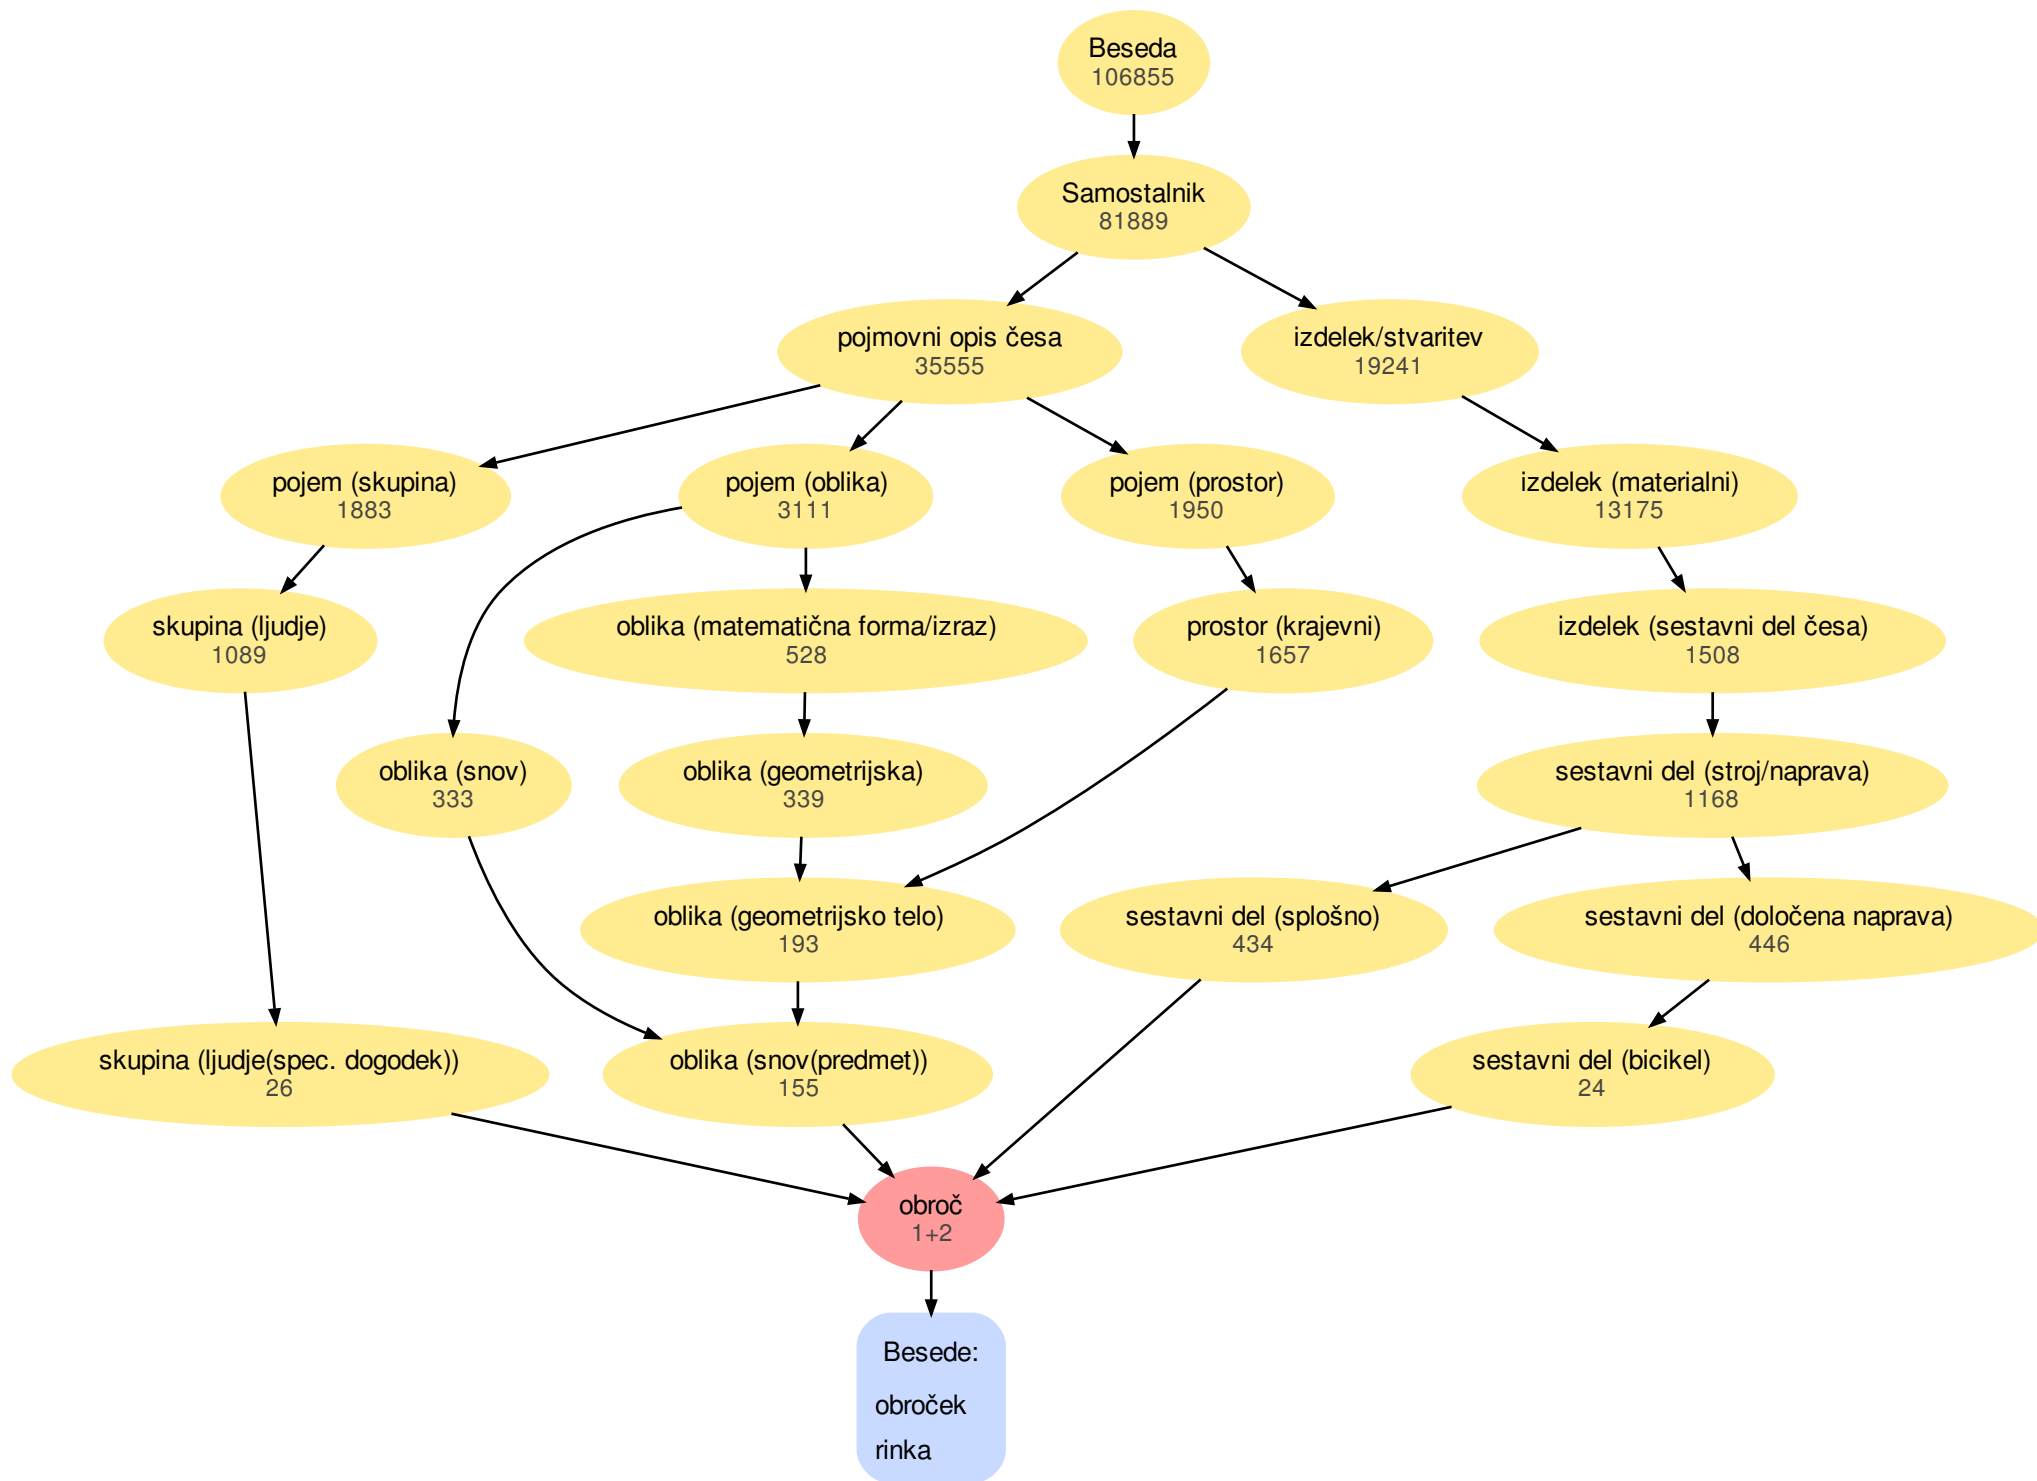 Beseda
106855
Samostalnik
81889
pojmovni opis česa
35555
izdelek/stvaritev
19241
pojem (skupina)
1883
pojem (oblika)
3111
pojem (prostor)
1950
izdelek (materialni)
13175
skupina (ljudje)
1089
oblika (matematična forma/izraz)
528
prostor (krajevni)
1657
izdelek (sestavni del česa)
1508
oblika (snov)
333
oblika (geometrijska)
339
sestavni del (stroj/naprava)
1168
oblika (geometrijsko telo)
193
sestavni del (splošno)
434
sestavni del (določena naprava)
446
skupina (ljudje(spec. dogodek))
26
oblika (snov(predmet))
155
sestavni del (bicikel)
24
obroč
1+2
Besede:
obroček
rinka